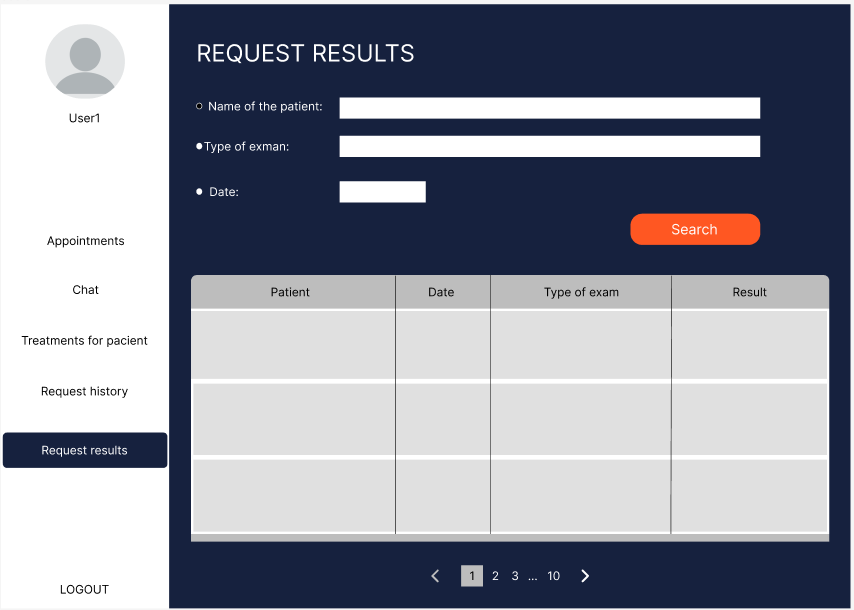 User1
Appointments
Chat
Treatments for pacient
Request history
Request results
LOGOUT
REQUEST RESULTS
Name of the patient:
Type of exman:
Date:
Search
Patient Date Type of exam Result
1 2 3 ... 10